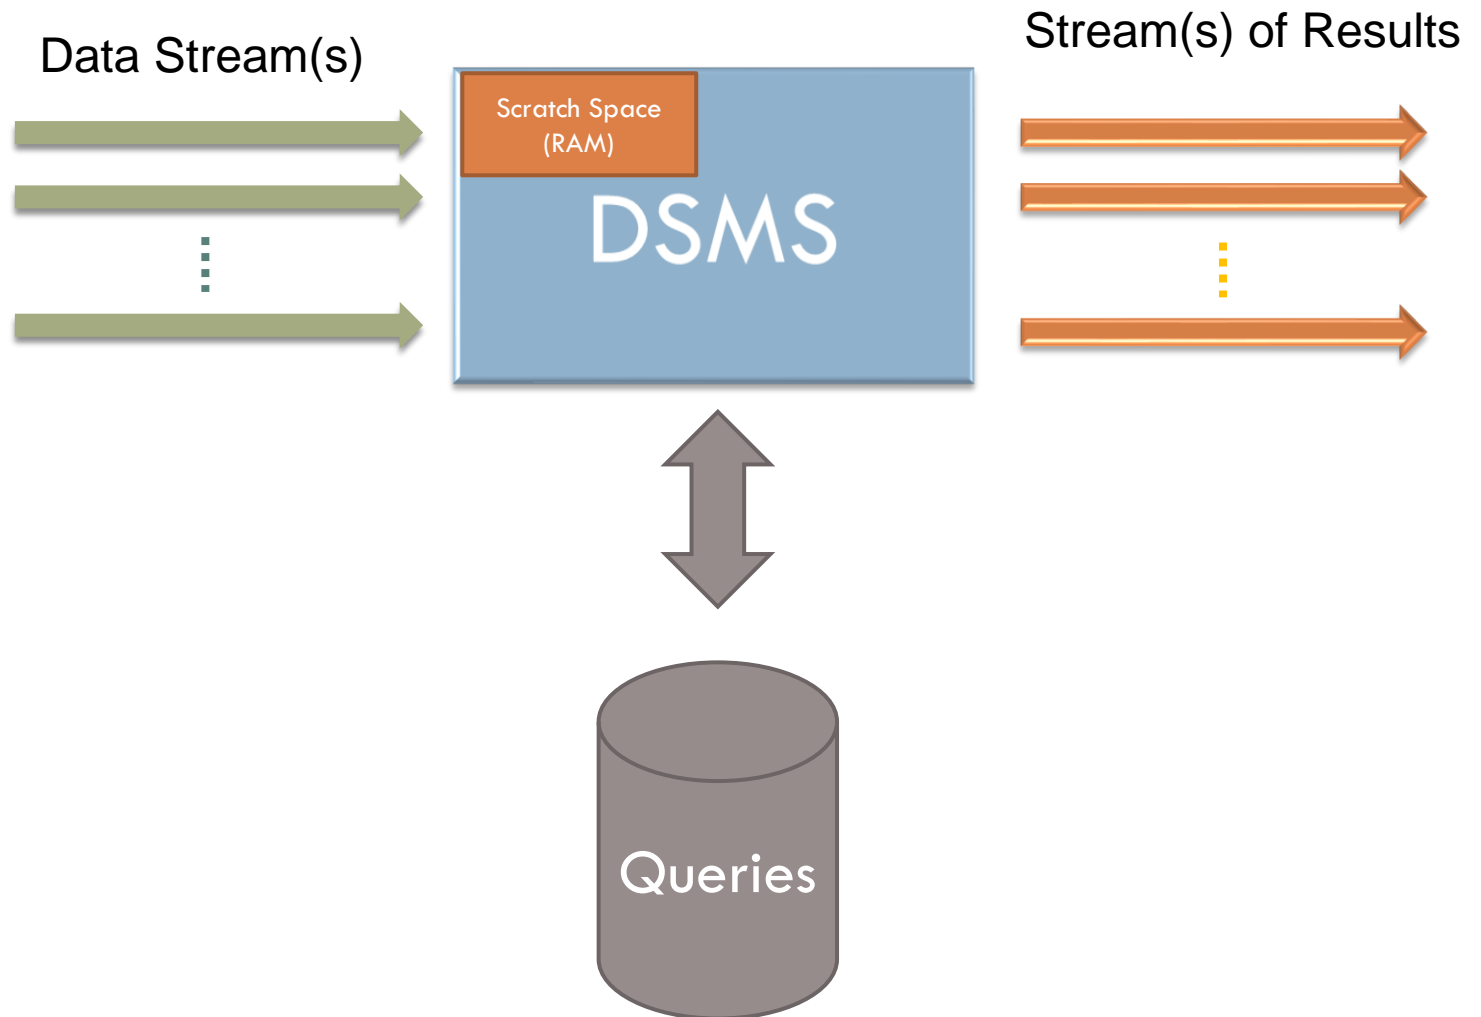 Data Stream(s)
Stream(s) of Results
Scratch Space
(RAM)
DSMS
Queries